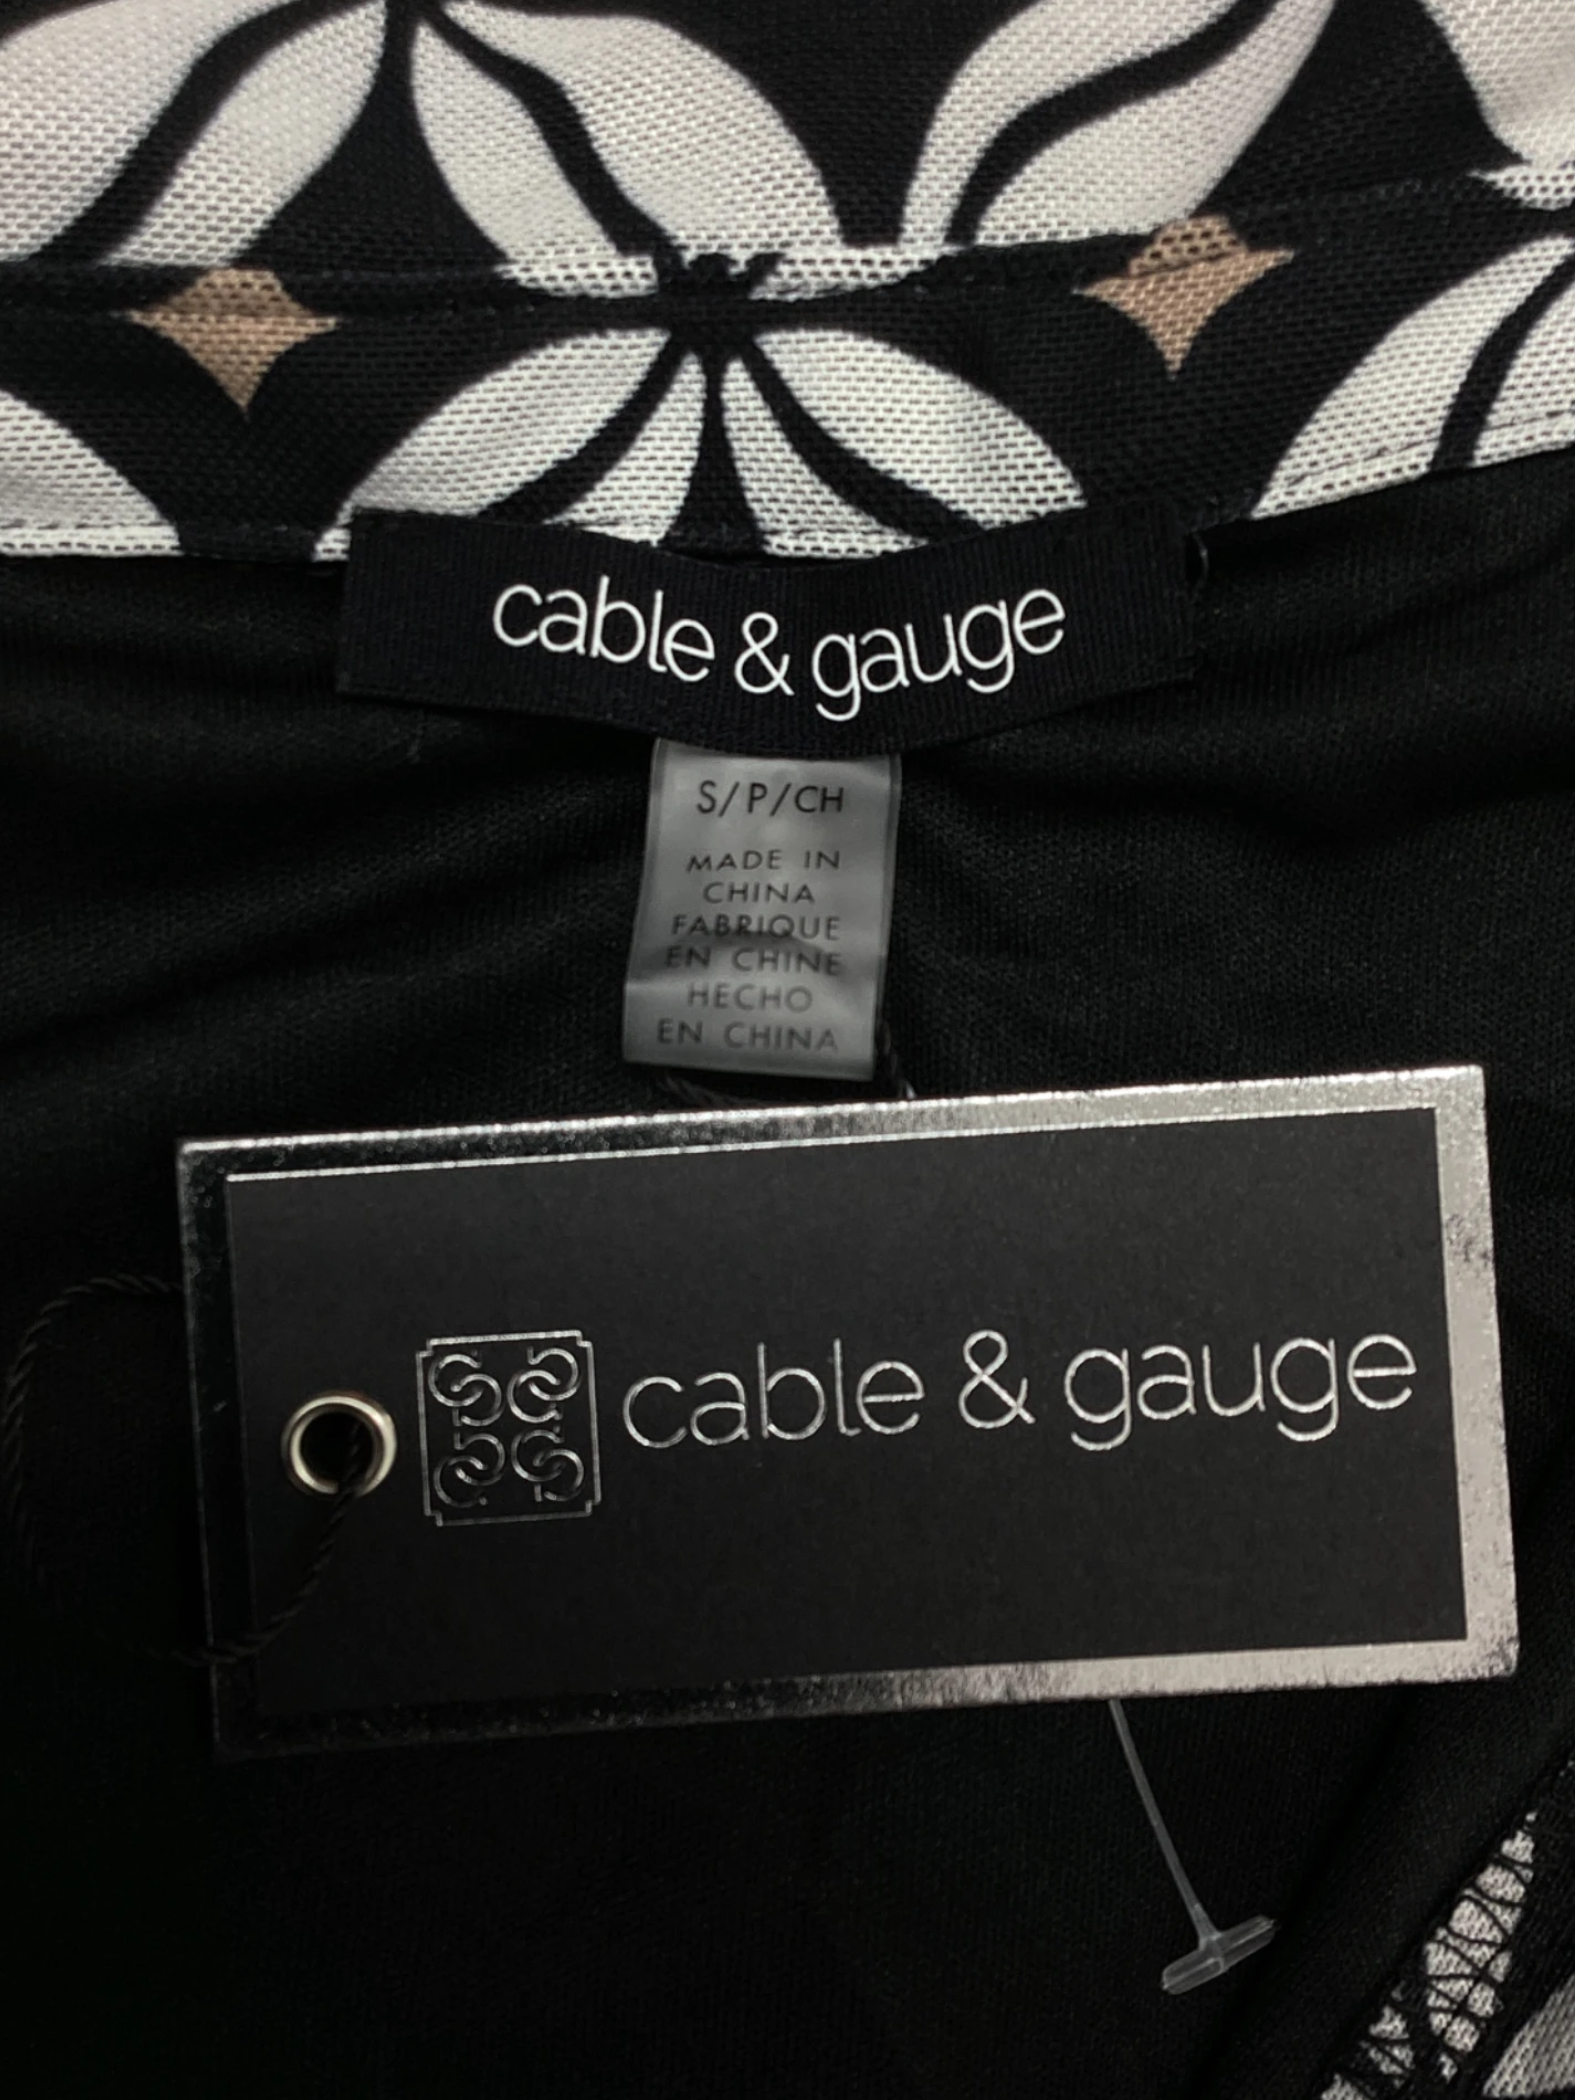 cable & gauge
S/P/CH
MADE IN
CHINA
FABRIQUE
EN CHINE
HECHO
EN CHINA
cable & gauge